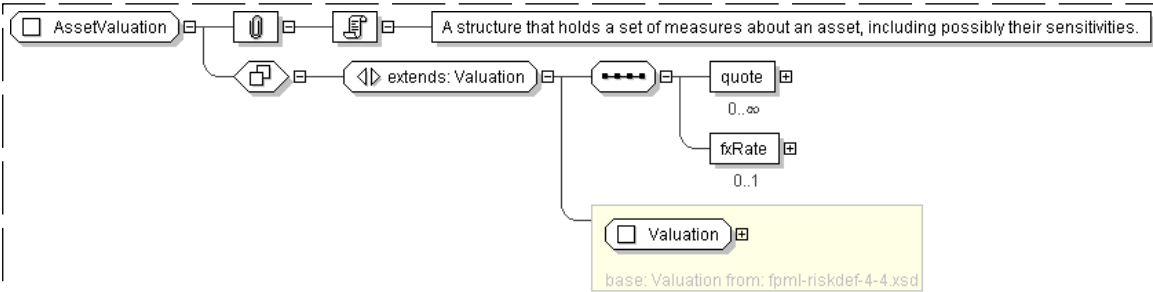 AssetValuation
A structure that holds a set of measures about an asset, including possibly their sensitivities.
extends: Valuation
quote
0..∞
fxRate
0..1
Valuation
base: Valuation from: fpml-riskdef-4-4.xsd